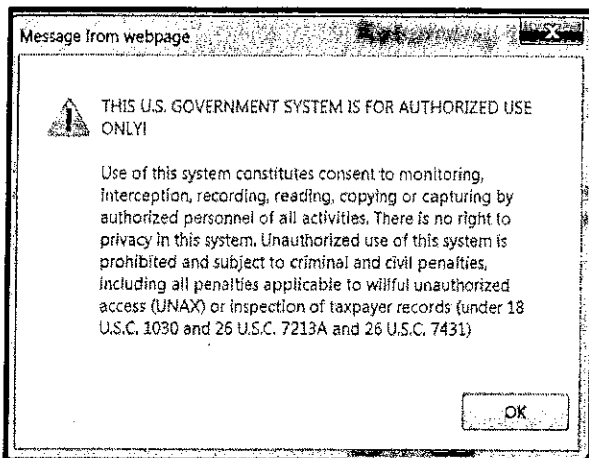 Message from webpage
THIS U.S. GOVERNMENT SYSTEM IS FOR AUTHORIZED USE
ONLY!
Use of this system constitutes consent to monitoring,
interception, recording, reading, copying or capturing by
authorized personnel of all activities. There is no right to
privacy in this system. Unauthorized use of this system is
prohibited and subject to criminal and civil penalties,
including all penalties applicable to willful unauthorized
access (UNAX) or inspection of taxpayer records (under 18
U.S.C. 1030 and 26 U.S.C. 7213A and 26 U.S.C. 7431)
OK